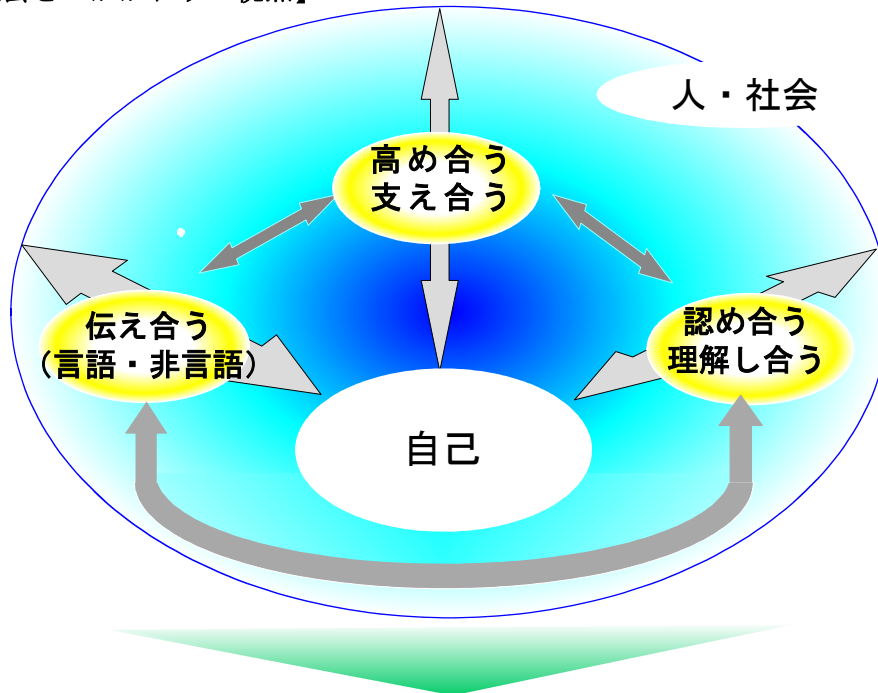 人・社会
高め合う
支え合う
伝え合う
（言語・非言語）
認め合う
理解し合う
自己